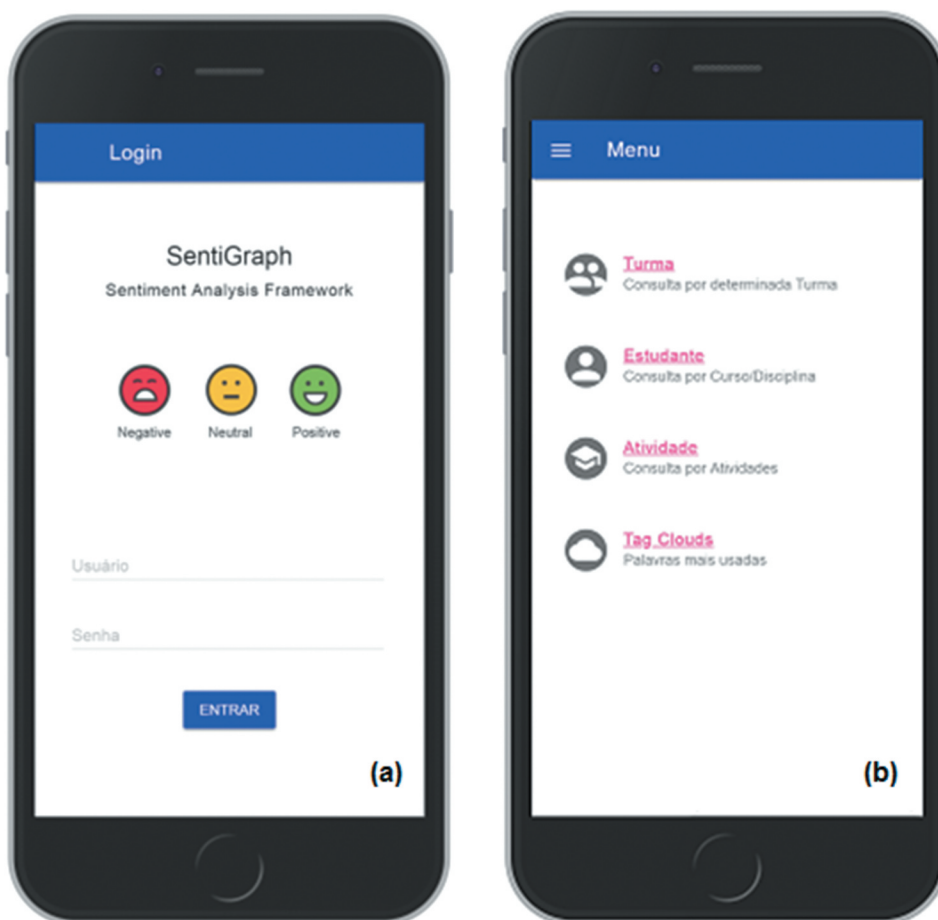 Login
SentiGraph
Sentiment Analysis Framework
Negative Neutral Positive
Usuário
Senha
ENTRAR
(a)
Menu
Turma
Consulta por determinada Turma
Estudante
Consulta por Curso/Disciplina
Atividade
Consulta por Atividades
Tag Clouds
Palavras mais usadas
(b)